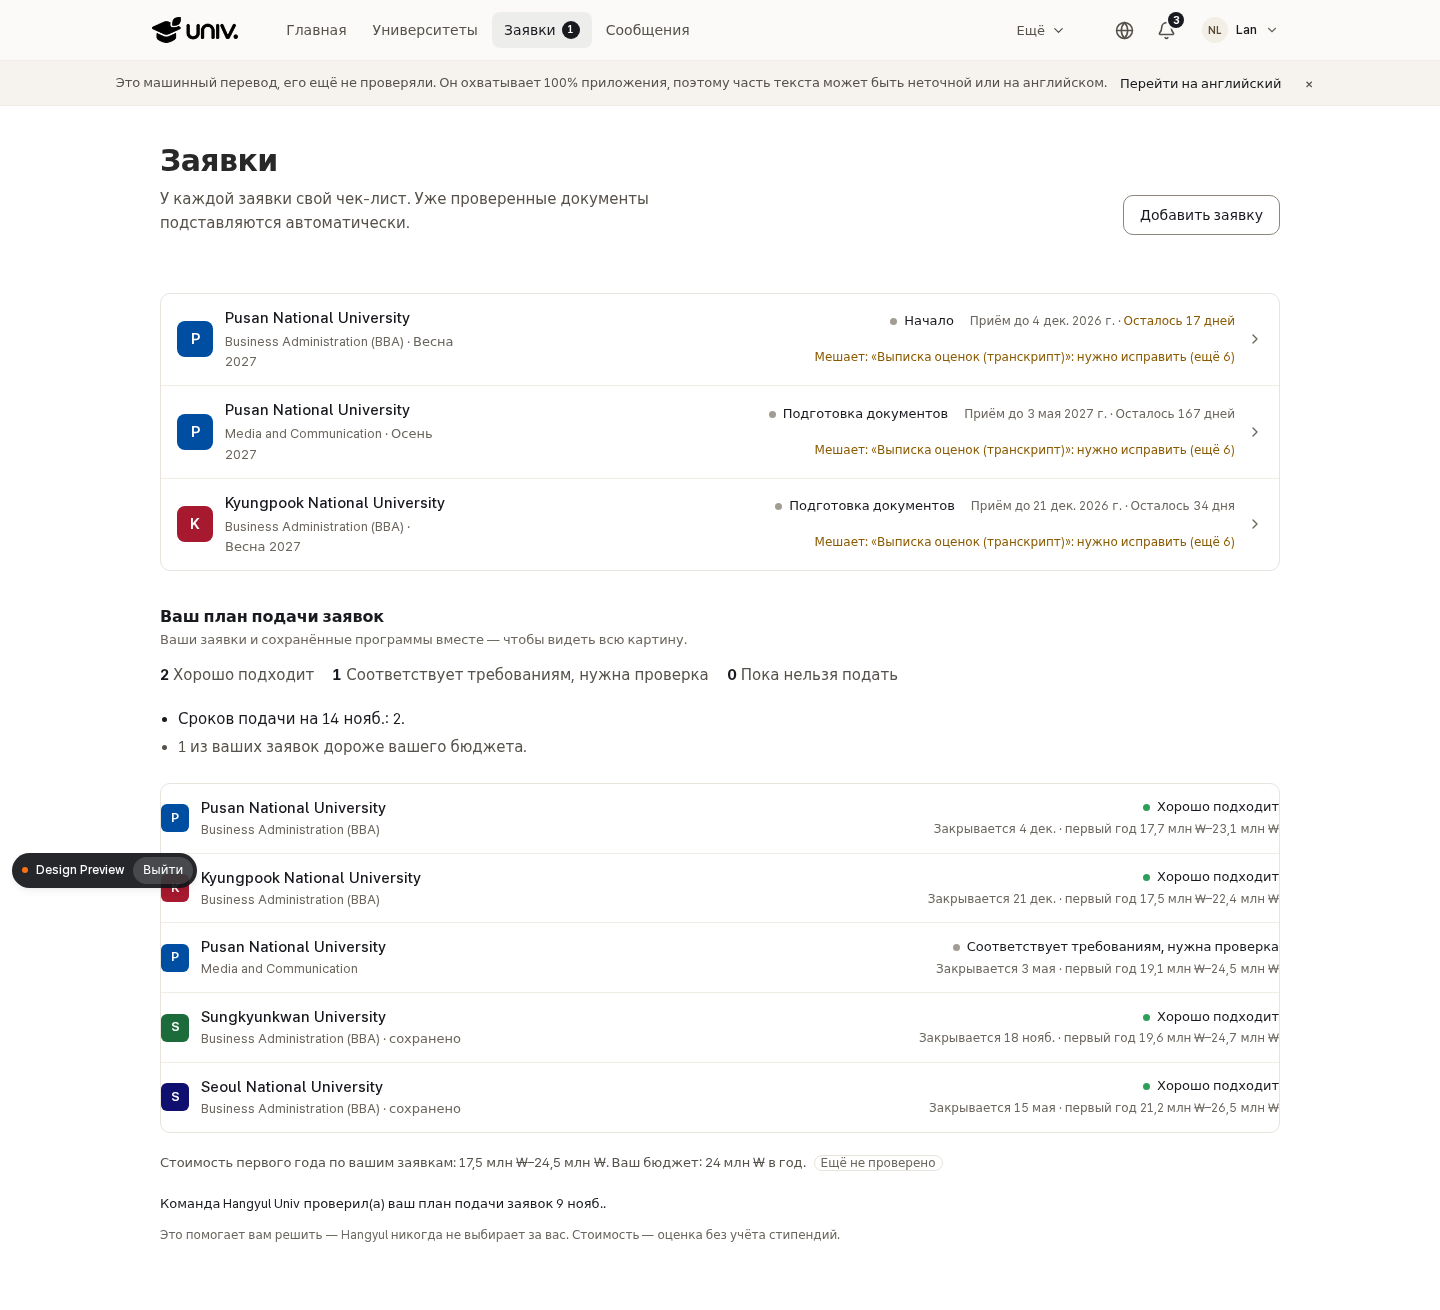 UNIV.
Главная
Университеты
Заявки 1
Сообщения
Ещё
3
NL Lan
Это машинный перевод, его ещё не проверяли. Он охватывает 100% приложения, поэтому часть текста может быть неточной или на английском. Перейти на английский ×
Заявки
У каждой заявки свой чек-лист. Уже проверенные документы
подставляются автоматически.
Добавить заявку
P
Pusan National University
Business Administration (BBA) · Весна
2027
Начало Приём до 4 дек. 2026 г. · Осталось 17 дней
Мешает: «Выписка оценок (транскрипт)»: нужно исправить (ещё 6)
P
Pusan National University
Media and Communication · Осень
2027
Подготовка документов Приём до 3 мая 2027 г. · Осталось 167 дней
Мешает: «Выписка оценок (транскрипт)»: нужно исправить (ещё 6)
K
Kyungpook National University
Business Administration (BBA) ·
Весна 2027
Подготовка документов Приём до 21 дек. 2026 г. · Осталось 34 дня
Мешает: «Выписка оценок (транскрипт)»: нужно исправить (ещё 6)
Ваш план подачи заявок
Ваши заявки и сохранённые программы вместе — чтобы видеть всю картину.
2 Хорошо подходит 1 Соответствует требованиям, нужна проверка 0 Пока нельзя подать
• Сроков подачи на 14 нояб.: 2.
• 1 из ваших заявок дороже вашего бюджета.
P
Pusan National University
Business Administration (BBA)
Хорошо подходит
Закрывается 4 дек. · первый год 17,7 млн ₩–23,1 млн ₩
Design Preview Выйти
K
Kyungpook National University
Business Administration (BBA)
Хорошо подходит
Закрывается 21 дек. · первый год 17,5 млн ₩–22,4 млн ₩
P
Pusan National University
Media and Communication
Соответствует требованиям, нужна проверка
Закрывается 3 мая · первый год 19,1 млн ₩–24,5 млн ₩
S
Sungkyunkwan University
Business Administration (BBA) · сохранено
Хорошо подходит
Закрывается 18 нояб. · первый год 19,6 млн ₩–24,7 млн ₩
S
Seoul National University
Business Administration (BBA) · сохранено
Хорошо подходит
Закрывается 15 мая · первый год 21,2 млн ₩–26,5 млн ₩
Стоимость первого года по вашим заявкам: 17,5 млн ₩–24,5 млн ₩. Ваш бюджет: 24 млн ₩ в год. Ещё не проверено
Команда Hangyul Univ проверил(а) ваш план подачи заявок 9 нояб..
Это помогает вам решить — Hangyul никогда не выбирает за вас. Стоимость — оценка без учёта стипендий.